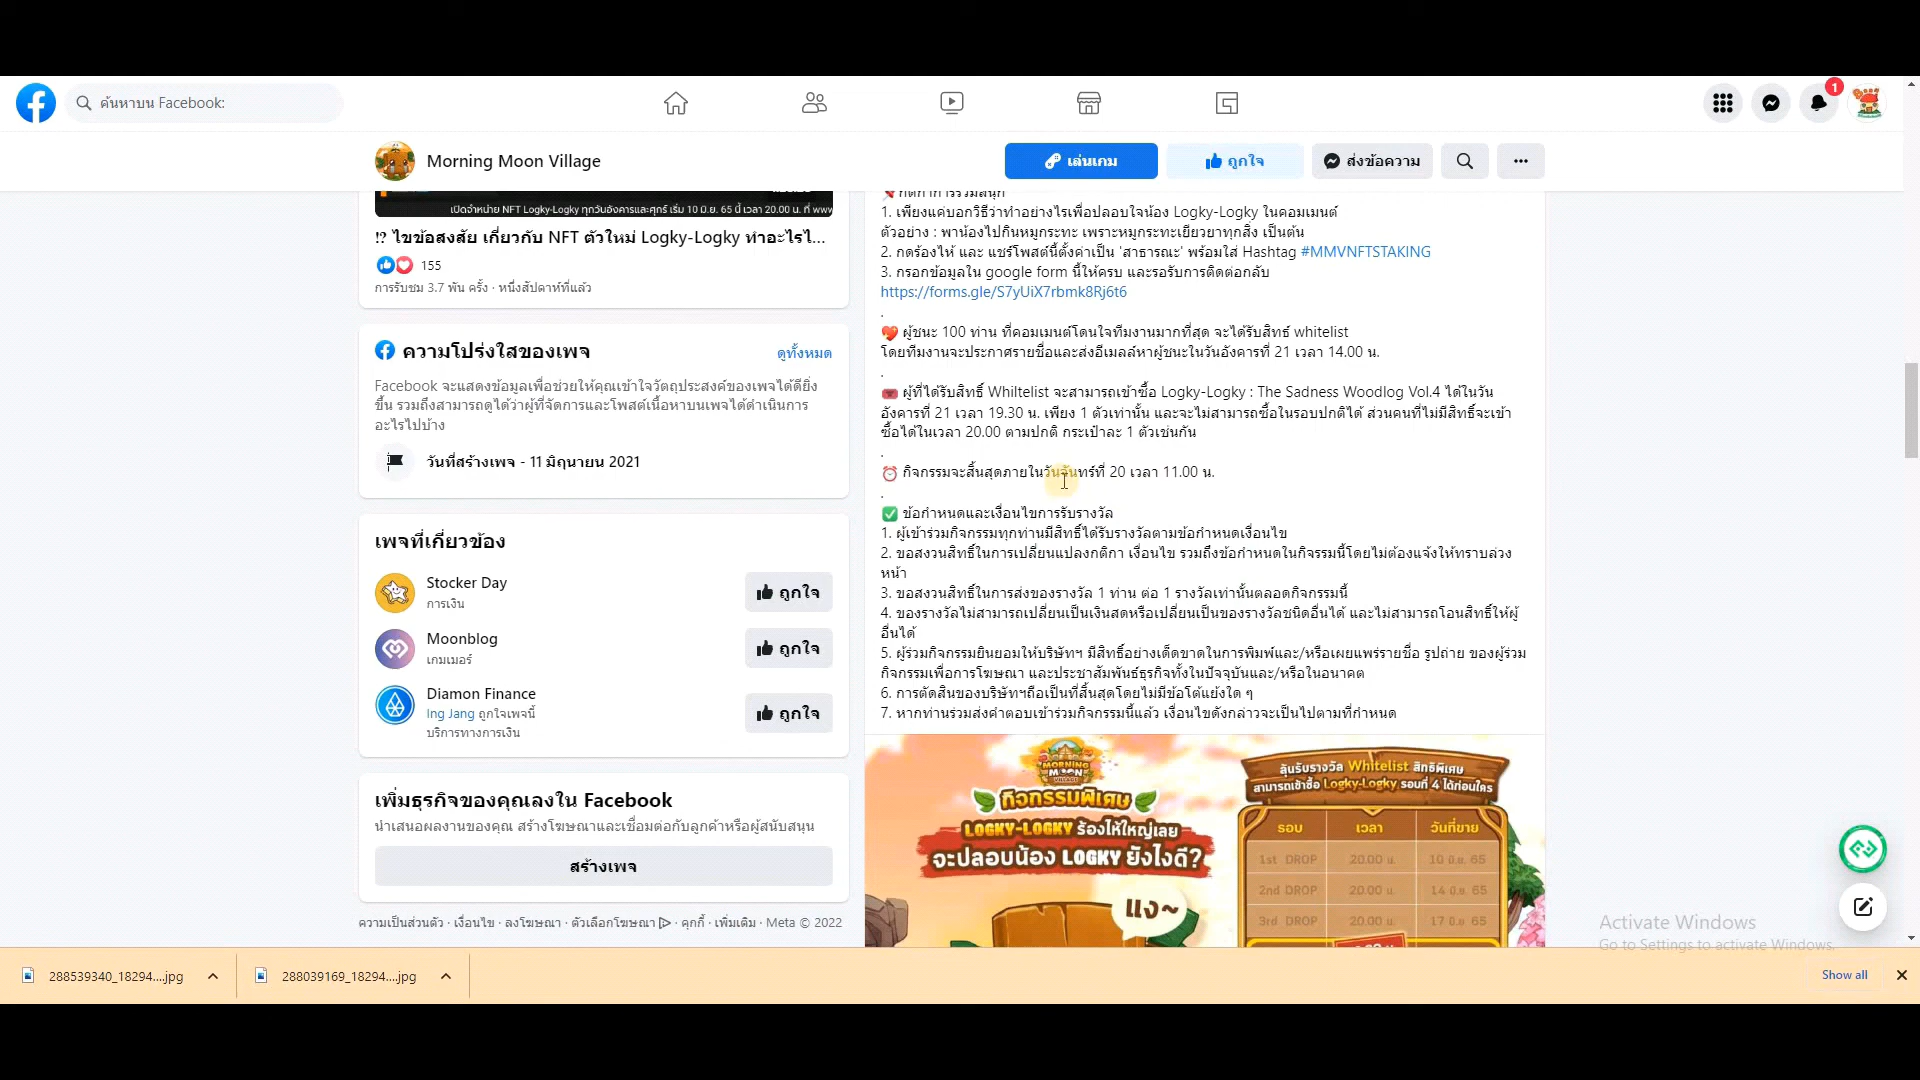 ค้นหาบน Facebook:
1
Morning Moon Village
เล่นเกม
ถูกใจ
ส่งข้อความ
เปิดจำหน่าย NFT Logky-Logky ทุกวันอังคารและศุกร์ เริ่ม 10 มิ.ย. 65 นี้ เวลา 20.00 น. ที่ www
⁉ ไขข้อสงสัย เกี่ยวกับ NFT ตัวใหม่ Logky-Logky ทำอะไรไ...
155
การรับชม 3.7 พัน ครั้ง · หนึ่งสัปดาห์ที่แล้ว
ความโปร่งใสของเพจ
ดูทั้งหมด
Facebook จะแสดงข้อมูลเพื่อช่วยให้คุณเข้าใจวัตถุประสงค์ของเพจได้ดียิ่ง
ขึ้น รวมถึงสามารถดูได้ว่าผู้ที่จัดการและโพสต์เนื้อหาบนเพจได้ดำเนินการ
อะไรไปบ้าง
วันที่สร้างเพจ - 11 มิถุนายน 2021
เพจที่เกี่ยวข้อง
Stocker Day
การเงิน
ถูกใจ
Moonblog
เกมเมอร์
ถูกใจ
Diamon Finance
Ing Jang ถูกใจเพจนี้
บริการทางการเงิน
ถูกใจ
เพิ่มธุรกิจของคุณลงใน Facebook
นำเสนอผลงานของคุณ สร้างโฆษณาและเชื่อมต่อกับลูกค้าหรือผู้สนับสนุน
สร้างเพจ
ความเป็นส่วนตัว · เงื่อนไข · ลงโฆษณา · ตัวเลือกโฆษณา · คุกกี้ · เพิ่มเติม · Meta © 2022
กติกาการร่วมสนุก
1. เพียงแค่บอกวิธีว่าทำอย่างไรเพื่อปลอบใจน้อง Logky-Logky ในคอมเมนต์
ตัวอย่าง : พาน้องไปกินหมูกระทะ เพราะหมูกระทะเยียวยาทุกสิ่ง เป็นต้น
2. กดร้องไห้ และ แชร์โพสต์นี้ตั้งค่าเป็น 'สาธารณะ' พร้อมใส่ Hashtag #MMVNFTSTAKING
3. กรอกข้อมูลใน google form นี้ให้ครบ และรอรับการติดต่อกลับ
https://forms.gle/S7yUiX7rbmk8Rj6t6
.
ผู้ชนะ 100 ท่าน ที่คอมเมนต์โดนใจทีมงานมากที่สุด จะได้รับสิทธ์ whitelist
โดยทีมงานจะประกาศรายชื่อและส่งอีเมลล์หาผู้ชนะในวันอังคารที่ 21 เวลา 14.00 น.
.
ผู้ที่ได้รับสิทธิ์ Whiltelist จะสามารถเข้าซื้อ Logky-Logky : The Sadness Woodlog Vol.4 ได้ในวัน
อังคารที่ 21 เวลา 19.30 น. เพียง 1 ตัวเท่านั้น และจะไม่สามารถซื้อในรอบปกติได้ ส่วนคนที่ไม่มีสิทธิ์จะเข้า
ซื้อได้ในเวลา 20.00 ตามปกติ กระเป๋าละ 1 ตัวเช่นกัน
.
กิจกรรมจะสิ้นสุดภายในวันจันทร์ที่ 20 เวลา 11.00 น.
.
ข้อกำหนดและเงื่อนไขการรับรางวัล
1. ผู้เข้าร่วมกิจกรรมทุกท่านมีสิทธิ์ได้รับรางวัลตามข้อกำหนดเงื่อนไข
2. ขอสงวนสิทธิ์ในการเปลี่ยนแปลงกติกา เงื่อนไข รวมถึงข้อกำหนดในกิจกรรมนี้โดยไม่ต้องแจ้งให้ทราบล่วง
หน้า
3. ขอสงวนสิทธิ์ในการส่งของรางวัล 1 ท่าน ต่อ 1 รางวัลเท่านั้นตลอดกิจกรรมนี้
4. ของรางวัลไม่สามารถเปลี่ยนเป็นเงินสดหรือเปลี่ยนเป็นของรางวัลชนิดอื่นได้ และไม่สามารถโอนสิทธิ์ให้ผู้
อื่นได้
5. ผู้ร่วมกิจกรรมยินยอมให้บริษัทฯ มีสิทธิ์อย่างเด็ดขาดในการพิมพ์และ/หรือเผยแพร่รายชื่อ รูปถ่าย ของผู้ร่วม
กิจกรรมเพื่อการโฆษณา และประชาสัมพันธ์ธุรกิจทั้งในปัจจุบันและ/หรือในอนาคต
6. การตัดสินของบริษัทฯถือเป็นที่สิ้นสุดโดยไม่มีข้อโต้แย้งใด ๆ
7. หากท่านร่วมส่งคำตอบเข้าร่วมกิจกรรมนี้แล้ว เงื่อนไขดังกล่าวจะเป็นไปตามที่กำหนด
MORNING
MOON
VILLAGE
กิจกรรมพิเศษ
LOGKY-LOGKY ร้องไห้ใหญ่เลย
จะปลอบน้อง LOGKY ยังไงดี?
แง~
ลุ้นรับรางวัล Whitelist สิทธิพิเศษ
สามารถเข้าซื้อ Logky-Logky รอบที่ 4 ได้ก่อนใคร
รอบ เวลา วันที่ขาย
1st DROP 20.00 น. 10 มิ.ย. 65
2nd DROP 20.00 น. 14 มิ.ย. 65
3rd DROP 20.00 น. 17 มิ.ย. 65
Activate Windows
Go to Settings to activate Windows.
288539340_18294....jpg
288039169_18294....jpg
Show all